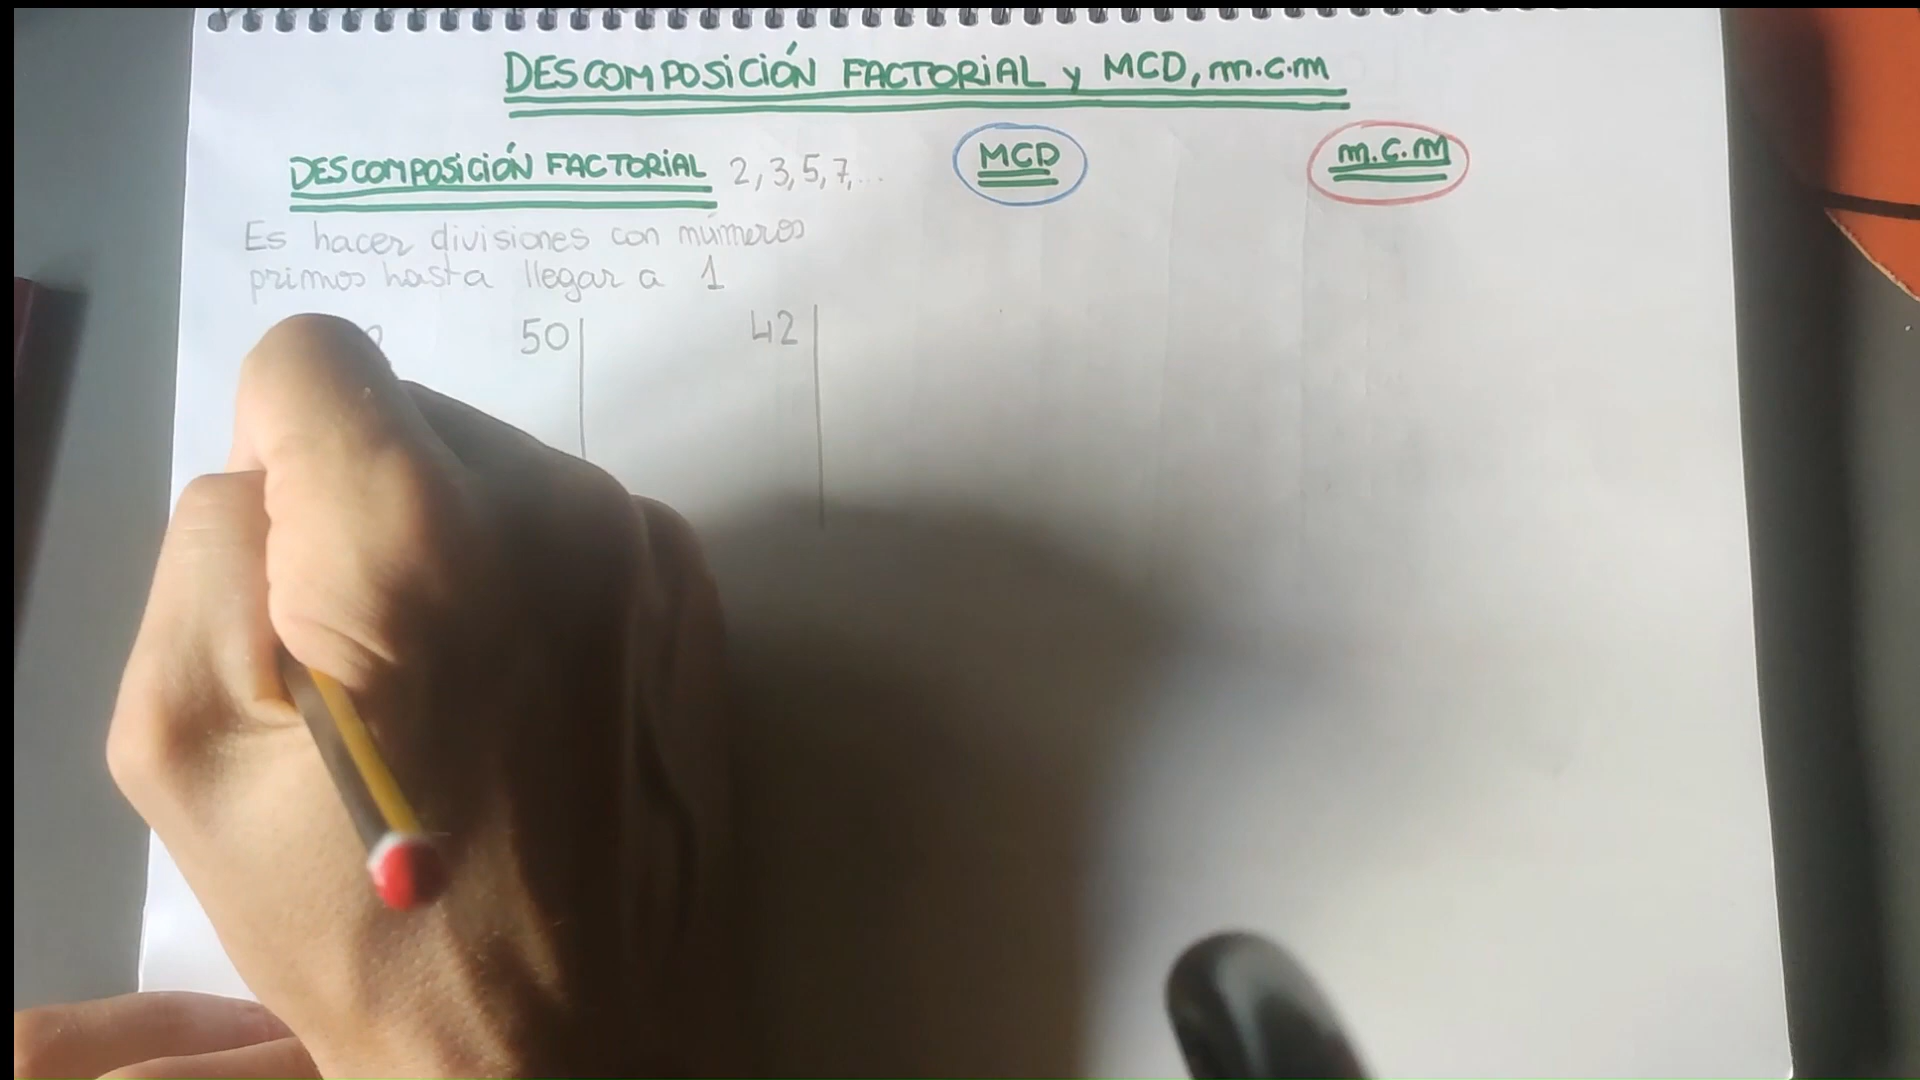 DESCOMPOSICIÓN FACTORIAL y MCD, m.c.m
DESCOMPOSICIÓN FACTORIAL 2, 3, 5, 7, ...
MCD
m.c.m
Es hacer divisiones con números
primos hasta llegar a 1
50
42